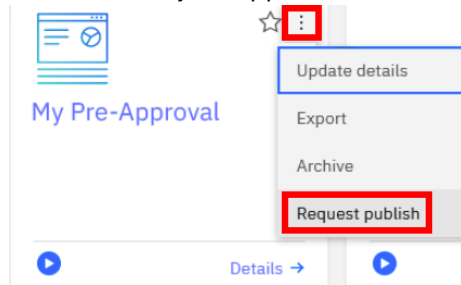 Update details
My Pre-Approval
Export
Archive
Request publish
Details →